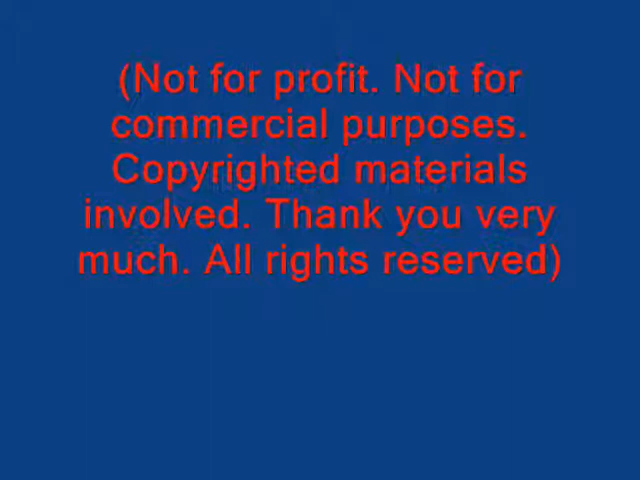 (Not for profit. Not for
commercial purposes.
Copyrighted materials
involved. Thank you very
much. All rights reserved)